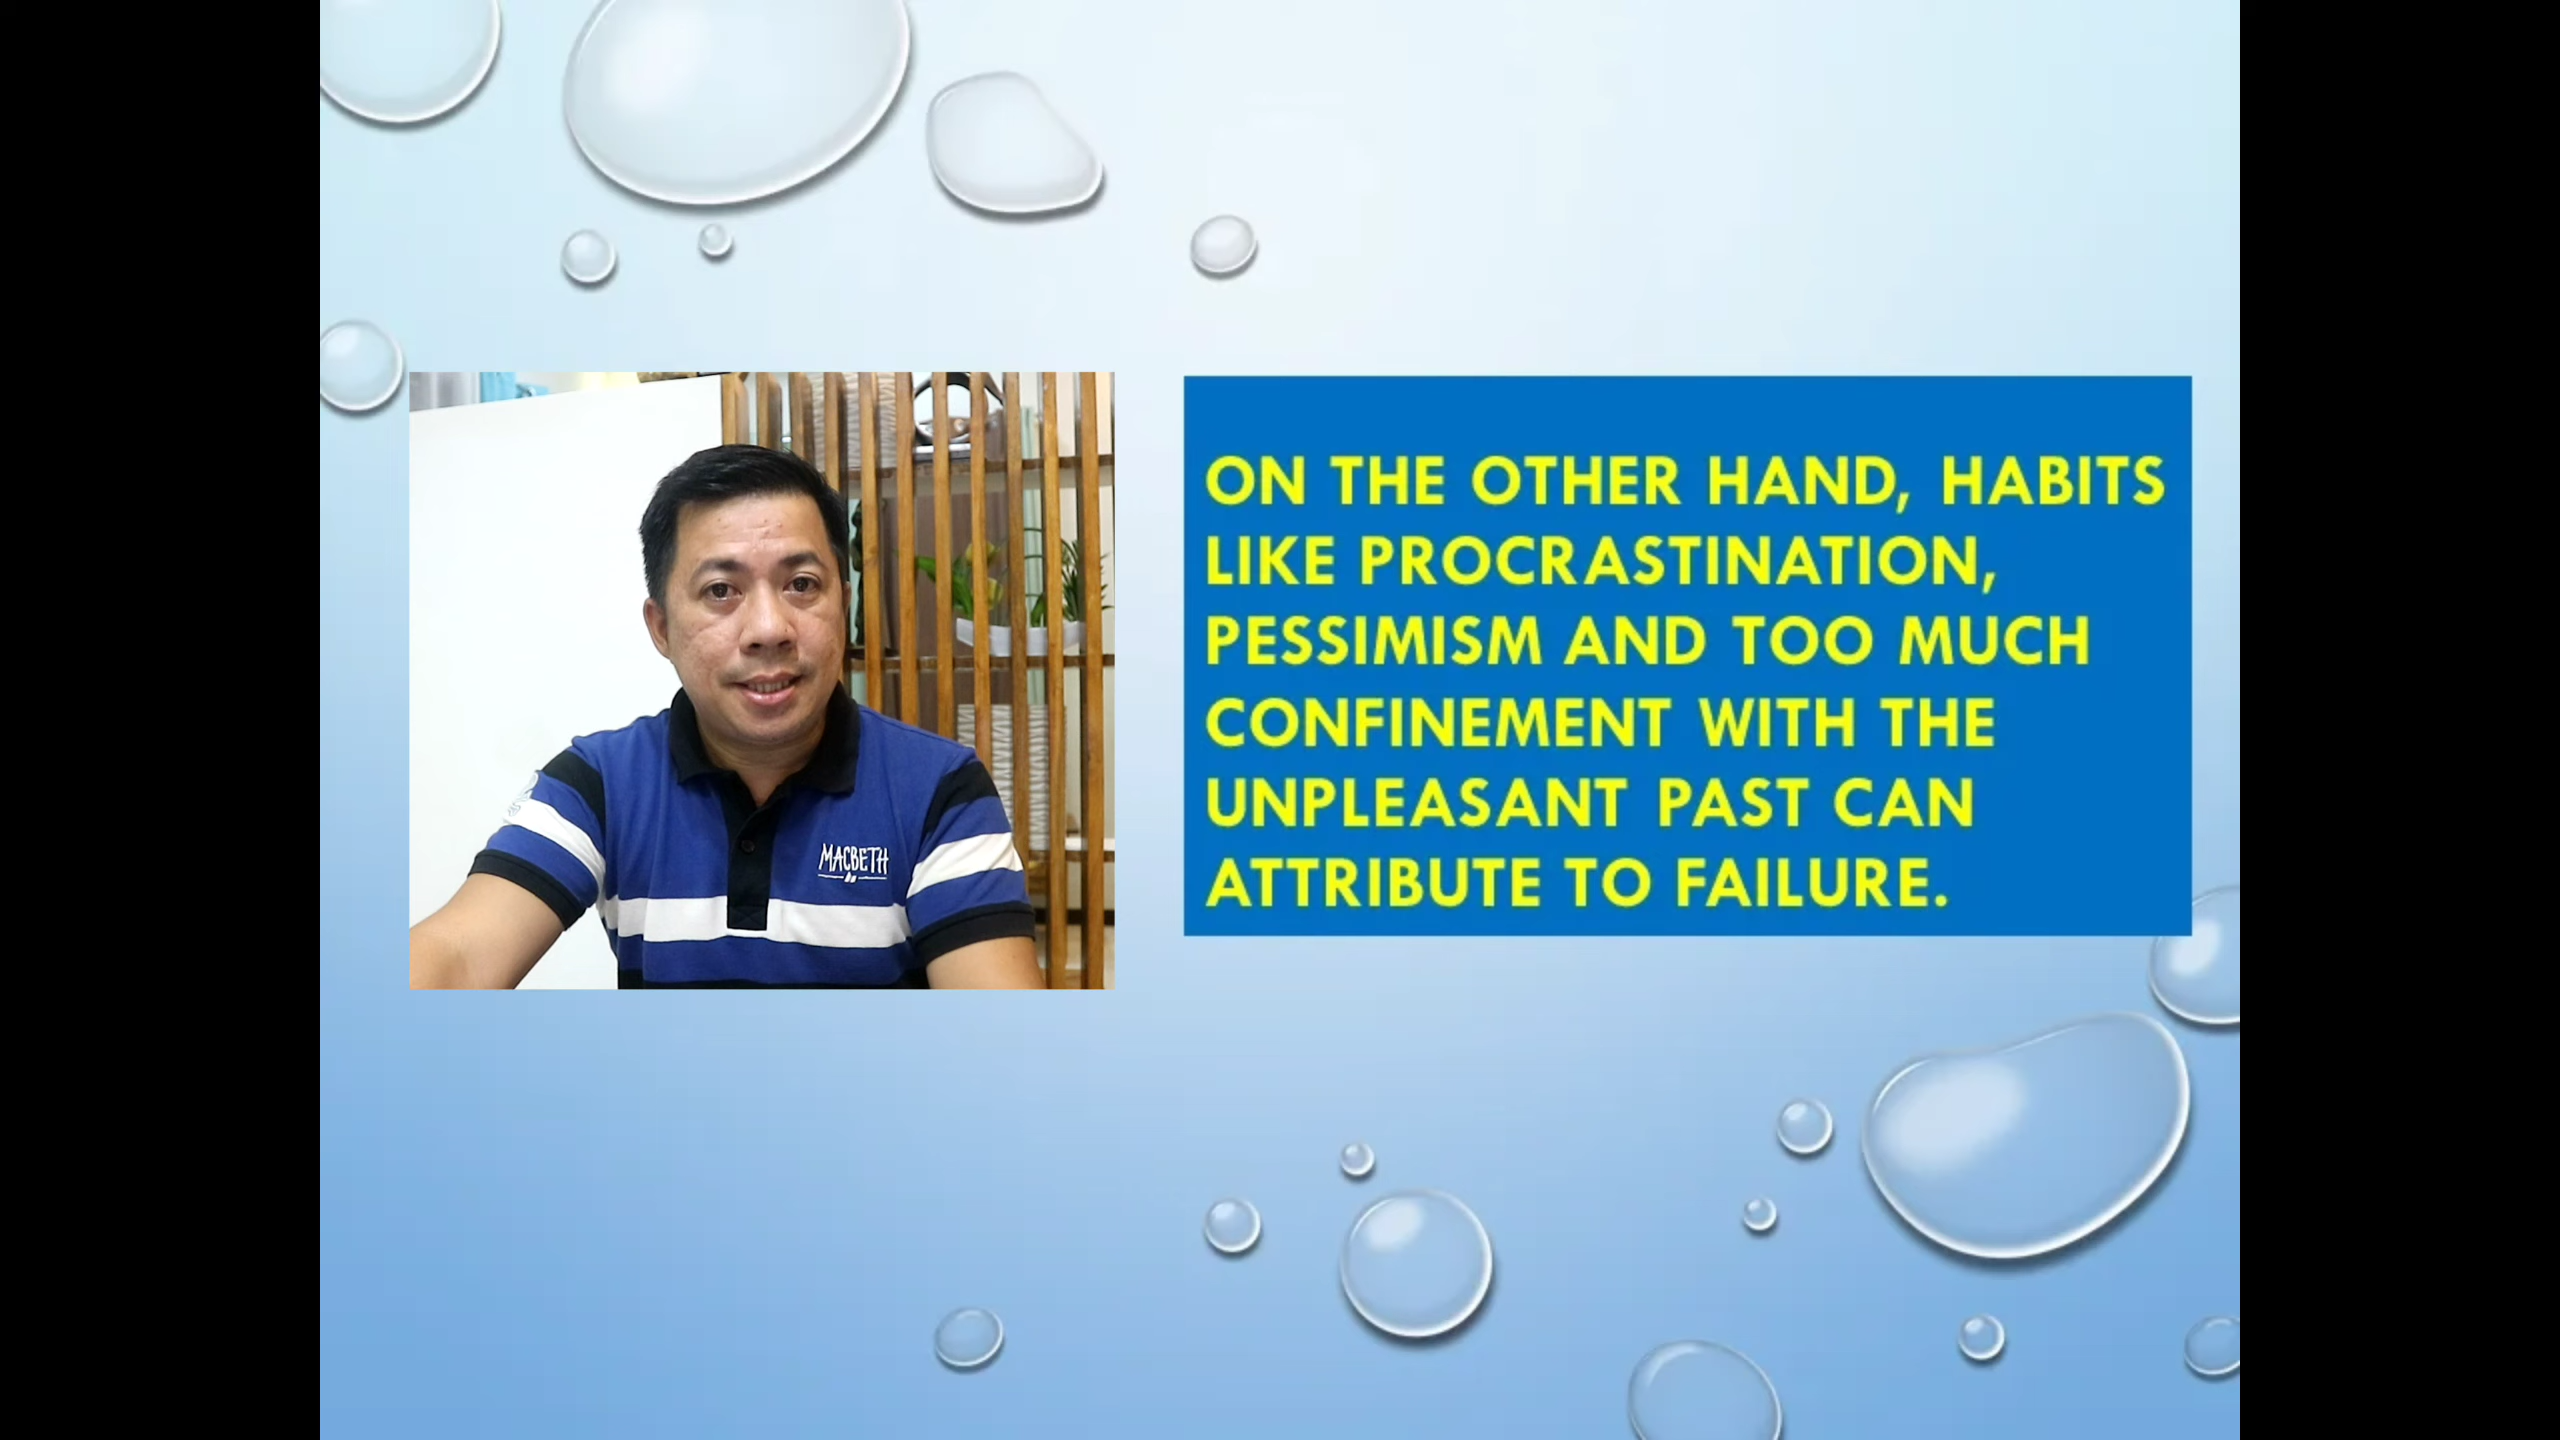 MACBETH
ON THE OTHER HAND, HABITS
LIKE PROCRASTINATION,
PESSIMISM AND TOO MUCH
CONFINEMENT WITH THE
UNPLEASANT PAST CAN
ATTRIBUTE TO FAILURE.